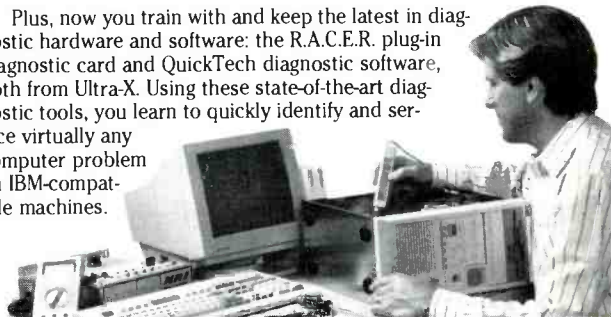 Plus, now you train with and keep the latest in diag-
ostic hardware and software: the R.A.C.E.R. plug-in
agnostic card and QuickTech diagnostic software,
oth from Ultra-X. Using these state-of-the-art diag-
ostic tools, you learn to quickly identify and ser-
ce virtually any
omputer problem
IBM-compat-
le machines.